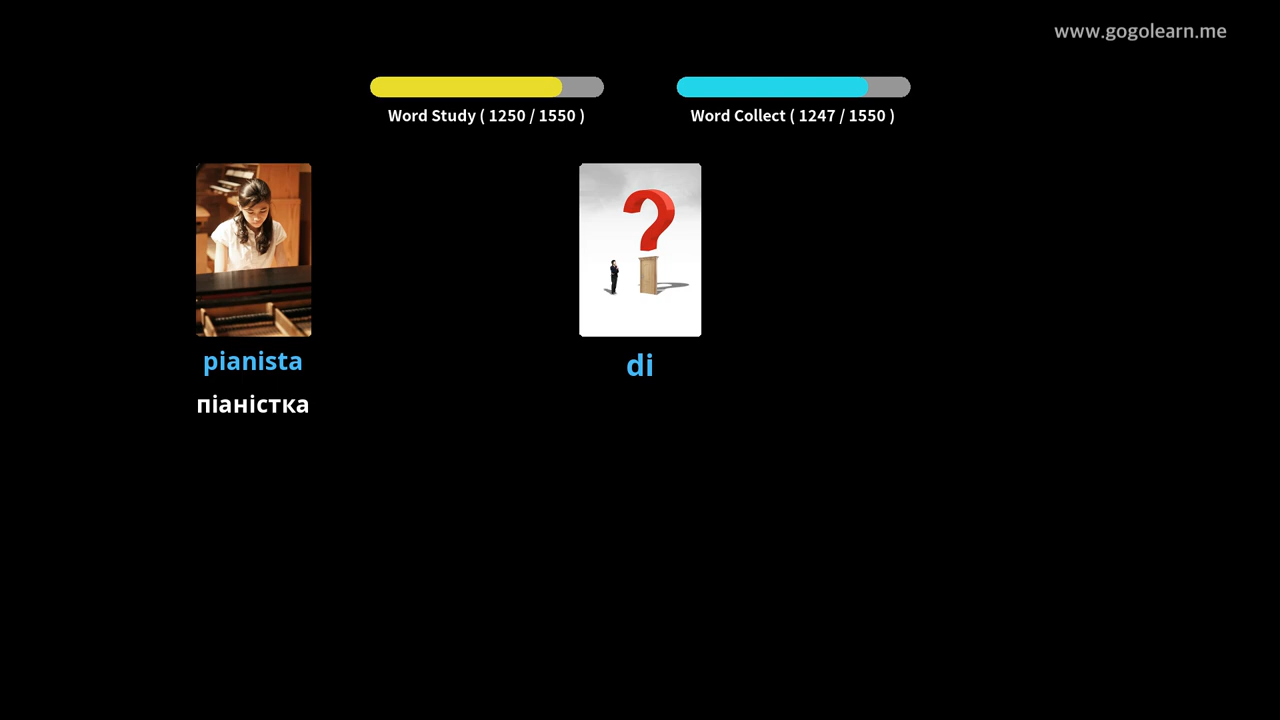 www.gogolearn.me
Word Study ( 1250 / 1550 )
Word Collect ( 1247 / 1550 )
pianista
піаністка
di